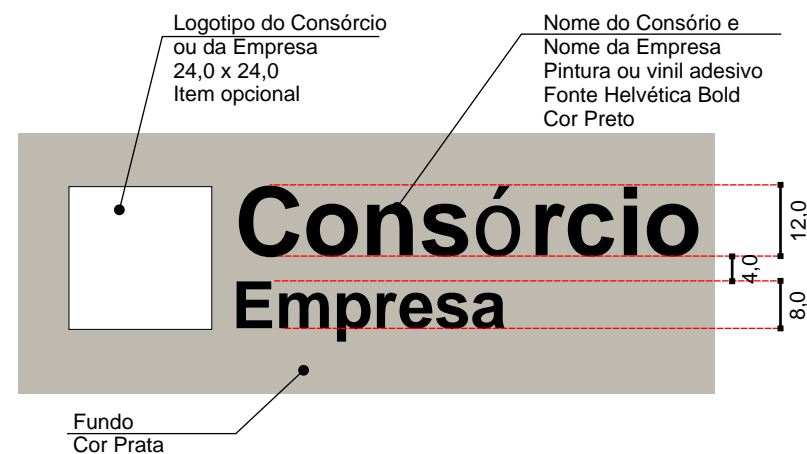 Logotipo do Consórcio
ou da Empresa
24,0 x 24,0
Item opcional
Nome do Consório e
Nome da Empresa
Pintura ou vinil adesivo
Fonte Helvética Bold
Cor Preto
Consórcio
Empresa
12,0
4,0
8,0
Fundo
Cor Prata